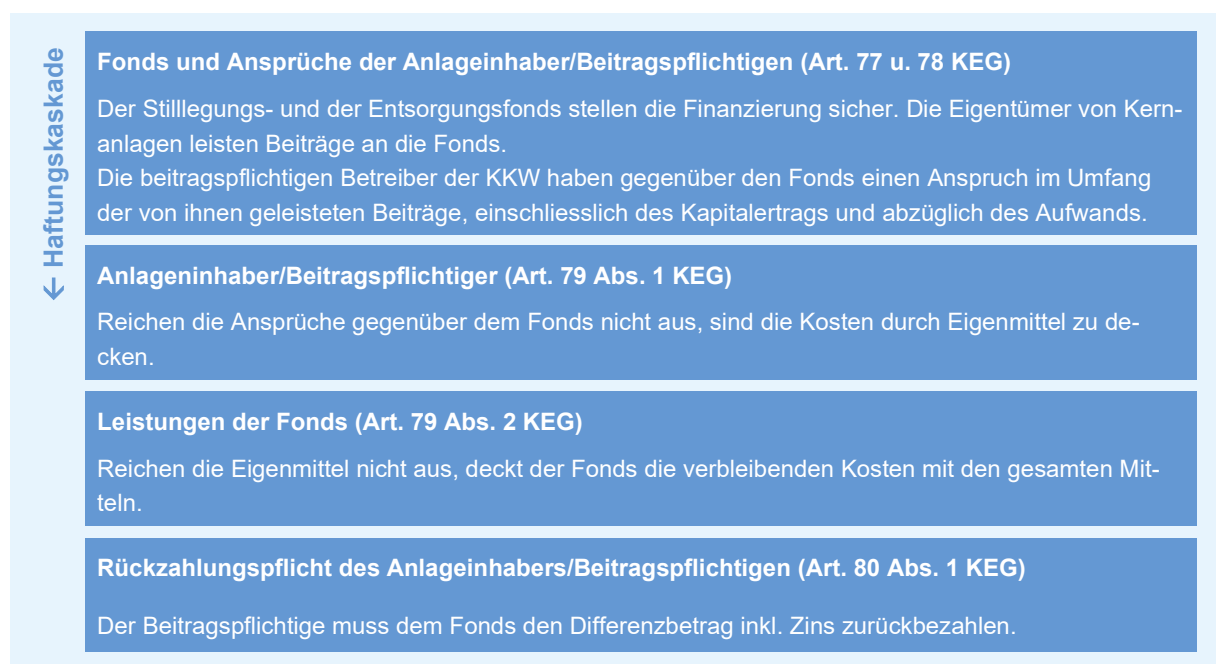 ← Haftungskaskade
Fonds und Ansprüche der Anlageinhaber/Beitragspflichtigen (Art. 77 u. 78 KEG)
Der Stilllegungs- und der Entsorgungsfonds stellen die Finanzierung sicher. Die Eigentümer von Kern-
anlagen leisten Beiträge an die Fonds.
Die beitragspflichtigen Betreiber der KKW haben gegenüber den Fonds einen Anspruch im Umfang
der von ihnen geleisteten Beiträge, einschliesslich des Kapitalertrags und abzüglich des Aufwands.
Anlageninhaber/Beitragspflichtiger (Art. 79 Abs. 1 KEG)
Reichen die Ansprüche gegenüber dem Fonds nicht aus, sind die Kosten durch Eigenmittel zu de-
cken.
Leistungen der Fonds (Art. 79 Abs. 2 KEG)
Reichen die Eigenmittel nicht aus, deckt der Fonds die verbleibenden Kosten mit den gesamten Mit-
teln.
Rückzahlungspflicht des Anlageinhabers/Beitragspflichtigen (Art. 80 Abs. 1 KEG)
Der Beitragspflichtige muss dem Fonds den Differenzbetrag inkl. Zins zurückbezahlen.